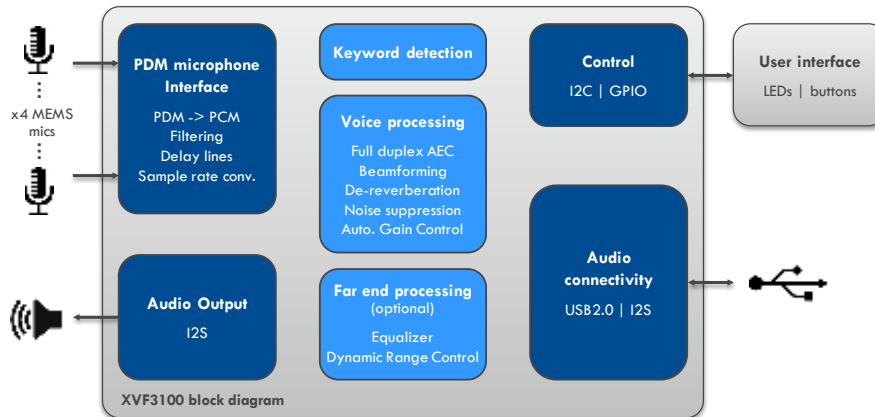 x4 MEMS
mics
PDM microphone
Interface
PDM -> PCM
Filtering
Delay lines
Sample rate conv.
Audio Output
I2S
Keyword detection
Voice processing
Full duplex AEC
Beamforming
De-reverberation
Noise suppression
Auto. Gain Control
Far end processing
(optional)
Equalizer
Dynamic Range Control
Control
I2C | GPIO
Audio
connectivity
USB2.0 | I2S
User interface
LEDs | buttons
XVF3100 block diagram